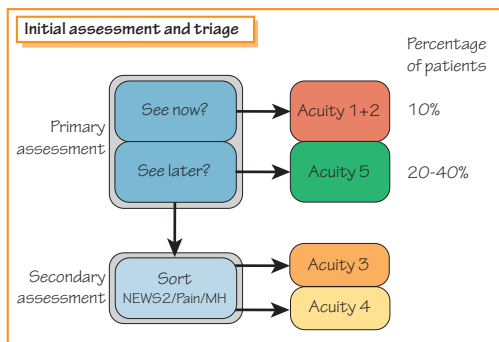 Initial assessment and triage
Percentage
of patients
Primary
assessment
See now?
Acuity 1+2
10%
See later?
Acuity 5
20-40%
Secondary
assessment
Sort
NEWS2/Pain/MH
Acuity 3
Acuity 4